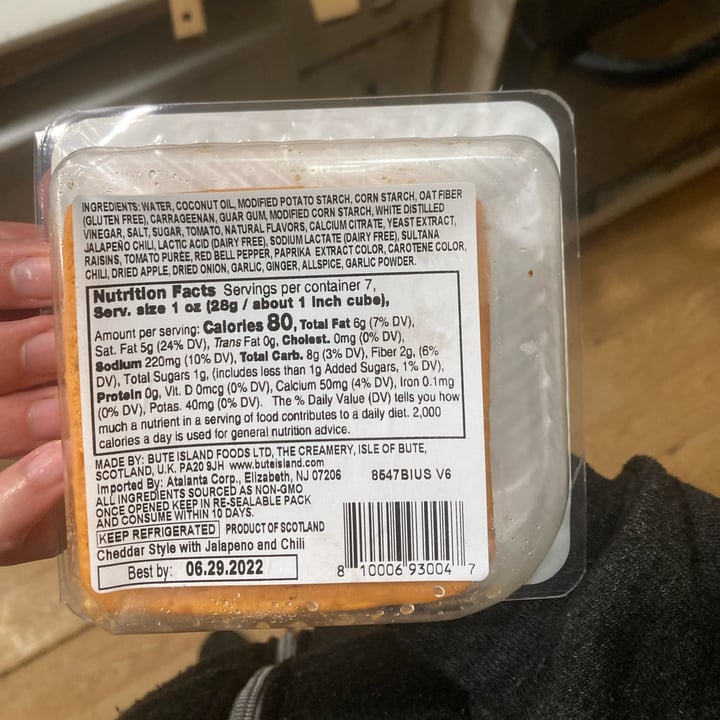 INGREDIENTS: WATER, COCONUT OIL, MODIFIED POTATO STARCH, CORN STARCH, OAT FIBER
(GLUTEN FREE), CARRAGEENAN, GUAR GUM, MODIFIED CORN STARCH, WHITE DISTILLED
VINEGAR, SALT, SUGAR, TOMATO, NATURAL FLAVORS, CALCIUM CITRATE, YEAST EXTRACT,
JALAPEÑO CHILI, LACTIC ACID (DAIRY FREE), SODIUM LACTATE (DAIRY FREE), SULTANA
RAISINS, TOMATO PURÉE, RED BELL PEPPER, PAPRIKA EXTRACT COLOR, CAROTENE COLOR,
CHILI, DRIED APPLE, DRIED ONION, GARLIC, GINGER, ALLSPICE, GARLIC POWDER.
Nutrition Facts Servings per container 7,
Serv. size 1 oz (28g / about 1 inch cube),
Amount per serving: Calories 80, Total Fat 6g (7% DV),
Sat. Fat 5g (24% DV), Trans Fat 0g, Cholest. 0mg (0% DV),
Sodium 220mg (10% DV), Total Carb. 8g (3% DV), Fiber 2g, (6%
DV), Total Sugars 1g, (includes less than 1g Added Sugars, 1% DV),
Protein 0g, Vit. D 0mcg (0% DV), Calcium 50mg (4% DV), Iron 0.1mg
(0% DV), Potas. 40mg (0% DV). The % Daily Value (DV) tells you how
much a nutrient in a serving of food contributes to a daily diet. 2,000
calories a day is used for general nutrition advice.
MADE BY: BUTE ISLAND FOODS LTD, THE CREAMERY, ISLE OF BUTE,
SCOTLAND, U.K. PA20 9JH www.buteisland.com
Imported By: Atalanta Corp., Elizabeth, NJ 07206 8547BIUS V6
ALL INGREDIENTS SOURCED AS NON-GMO
ONCE OPENED KEEP IN RE-SEALABLE PACK
AND CONSUME WITHIN 10 DAYS.
KEEP REFRIGERATED PRODUCT OF SCOTLAND
Cheddar Style with Jalapeno and Chili
Best by: 06.29.2022
8 10006 93004 7